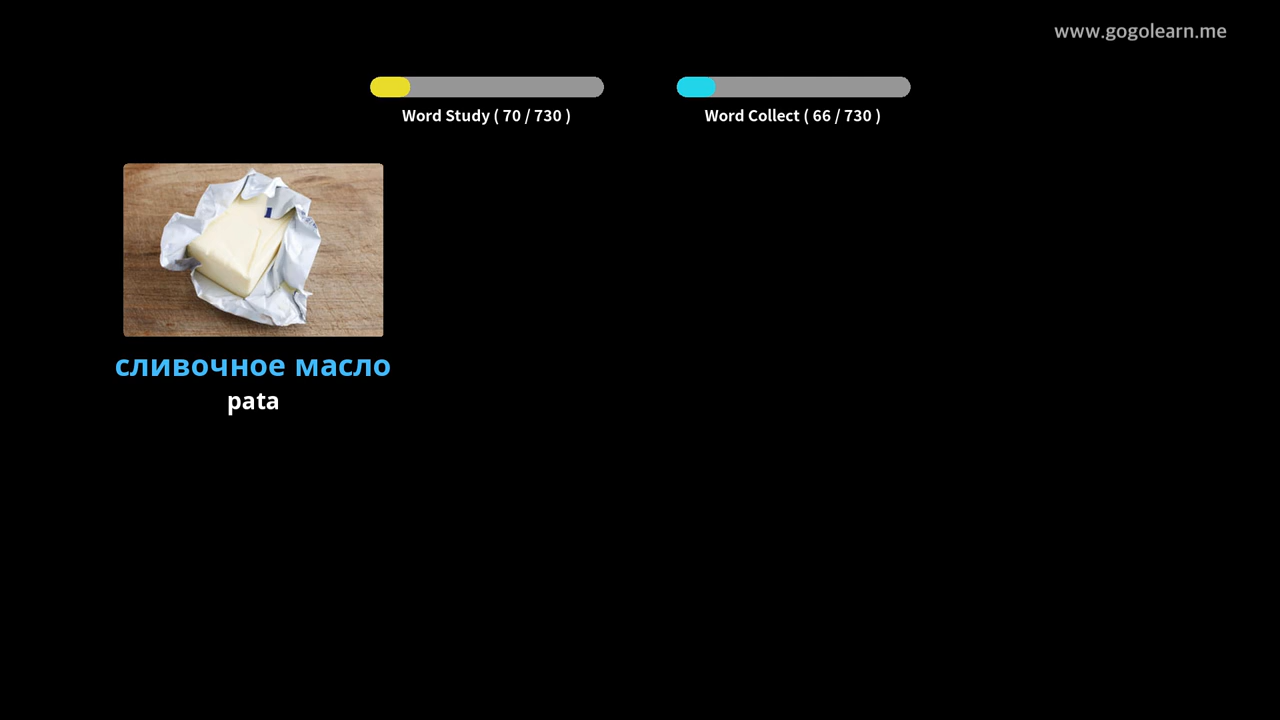 www.gogolearn.me
Word Study ( 70 / 730 )
Word Collect ( 66 / 730 )
сливочное масло
pata